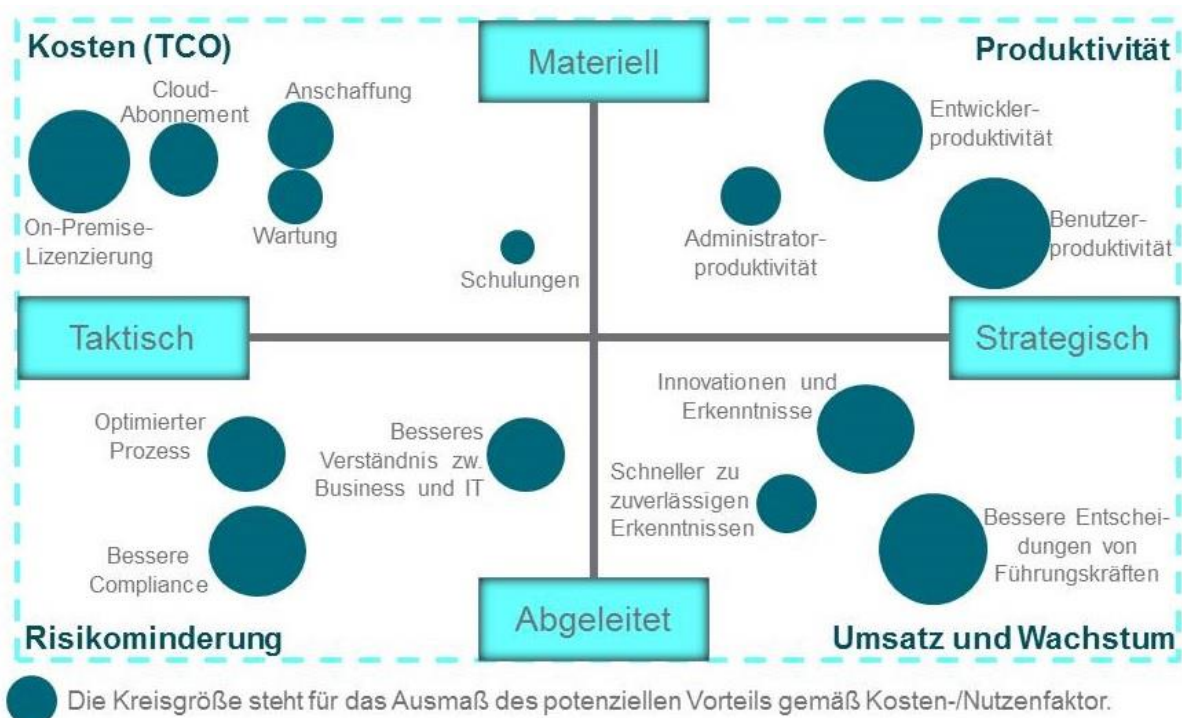 Kosten (TCO)
Materiell
Produktivität
Cloud-
Abonnement
Anschaffung
On-Premise-
Lizenzierung
Wartung
Schulungen
Entwickler-
produktivität
Administrator-
produktivität
Benutzer-
produktivität
Taktisch
Strategisch
Optimierter
Prozess
Besseres
Verständnis zw.
Business und IT
Bessere
Compliance
Innovationen und
Erkenntnisse
Schneller zu
zuverlässigen
Erkenntnissen
Bessere Entschei-
dungen von
Führungskräften
Risikominderung
Abgeleitet
Umsatz und Wachstum
Die Kreisgröße steht für das Ausmaß des potenziellen Vorteils gemäß Kosten-/Nutzenfaktor.